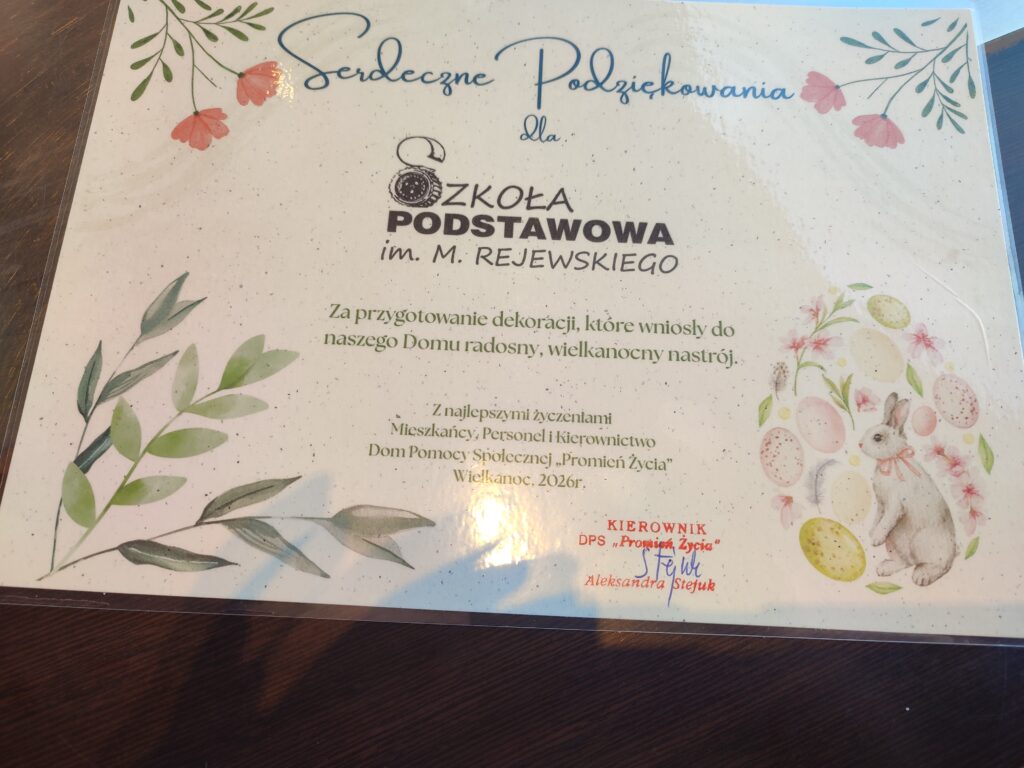 Serdeczne Podziękowania
dla
SZKOŁA
PODSTAWOWA
im. M. REJEWSKIEGO
Za przygotowanie dekoracji, które wniosły do
naszego Domu radosny, wielkanocny nastrój.
Z najlepszymi życzeniami
Mieszkańcy, Personel i Kierownictwo
Dom Pomocy Społecznej „Promień Życia”
Wielkanoc. 2026r.
KIEROWNIK
DPS „Promień Życia"
Stejuk
Aleksandra Stejuk